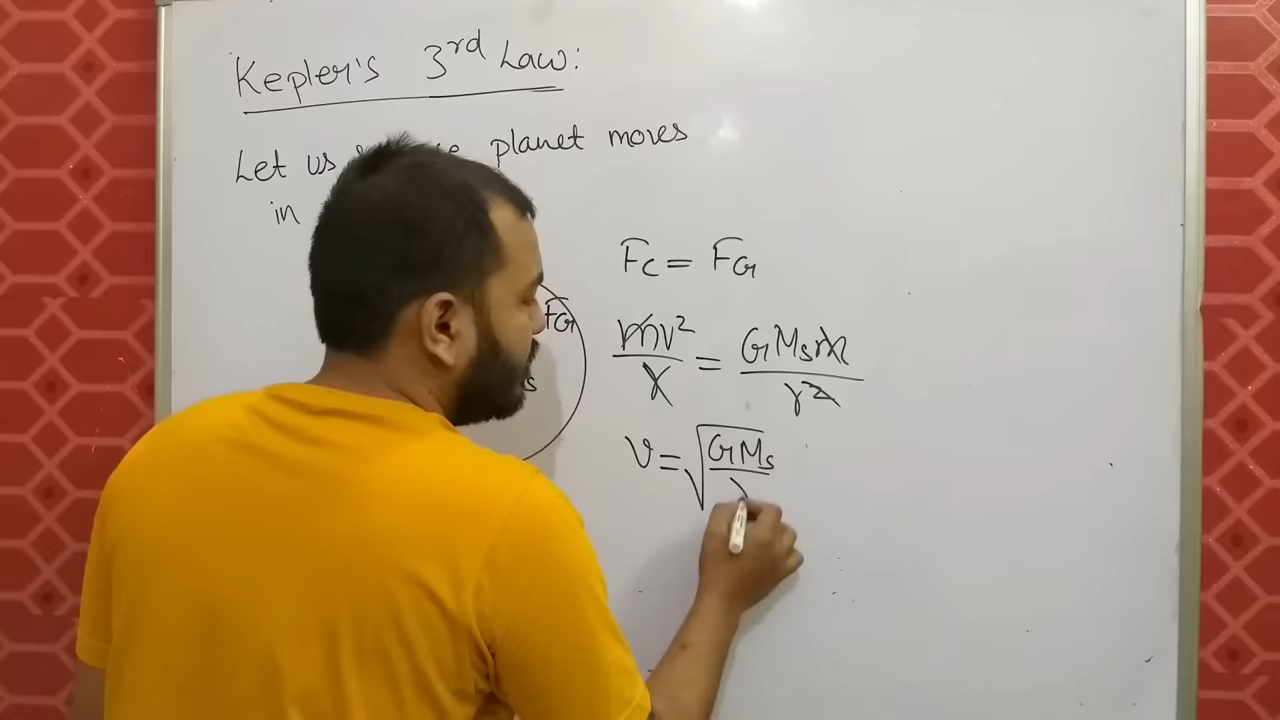 Kepler's 3rd Law:
Let us planet moves
in
FG
s
Fc = FG
mv²/r = GMsm/r²
v = √(GMs/